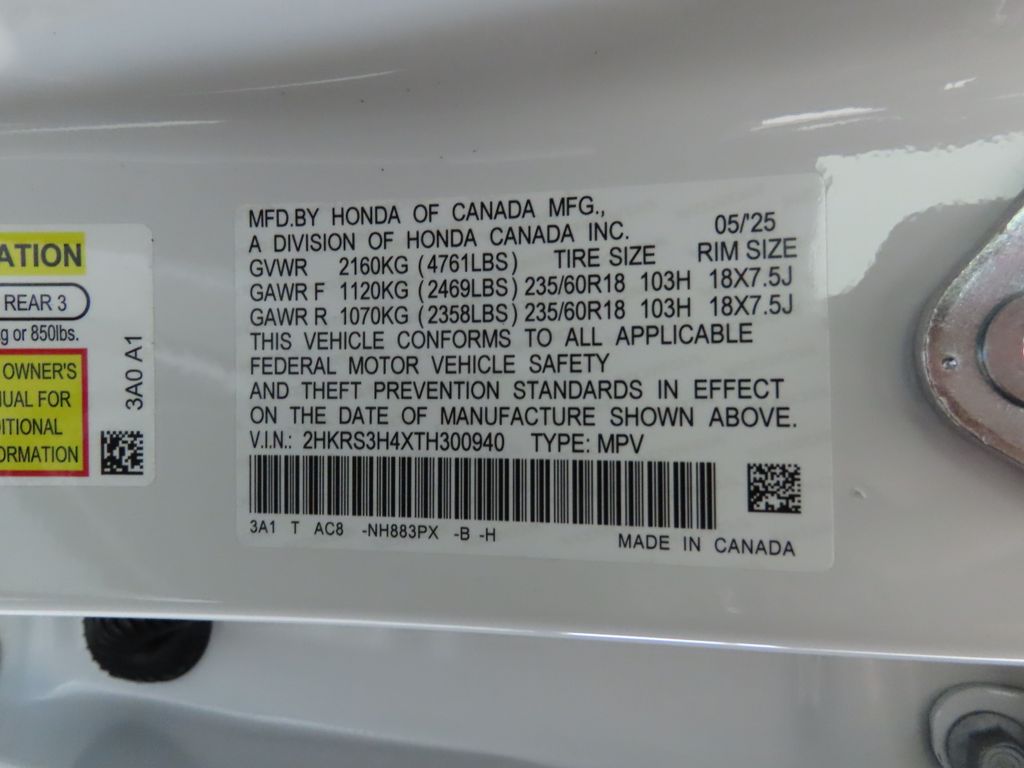 ATION
REAR 3
g or 850lbs.
OWNER'S
UAL FOR
ITIONAL
ORMATION
3A0 A1
MFD.BY HONDA OF CANADA MFG.,
A DIVISION OF HONDA CANADA INC. 05/'25
GVWR 2160KG (4761LBS) TIRE SIZE RIM SIZE
GAWR F 1120KG (2469LBS) 235/60R18 103H 18X7.5J
GAWR R 1070KG (2358LBS) 235/60R18 103H 18X7.5J
THIS VEHICLE CONFORMS TO ALL APPLICABLE
FEDERAL MOTOR VEHICLE SAFETY
AND THEFT PREVENTION STANDARDS IN EFFECT
ON THE DATE OF MANUFACTURE SHOWN ABOVE.
V.I.N.: 2HKRS3H4XTH300940 TYPE: MPV
3A1 T AC8 -NH883PX -B -H
MADE IN CANADA